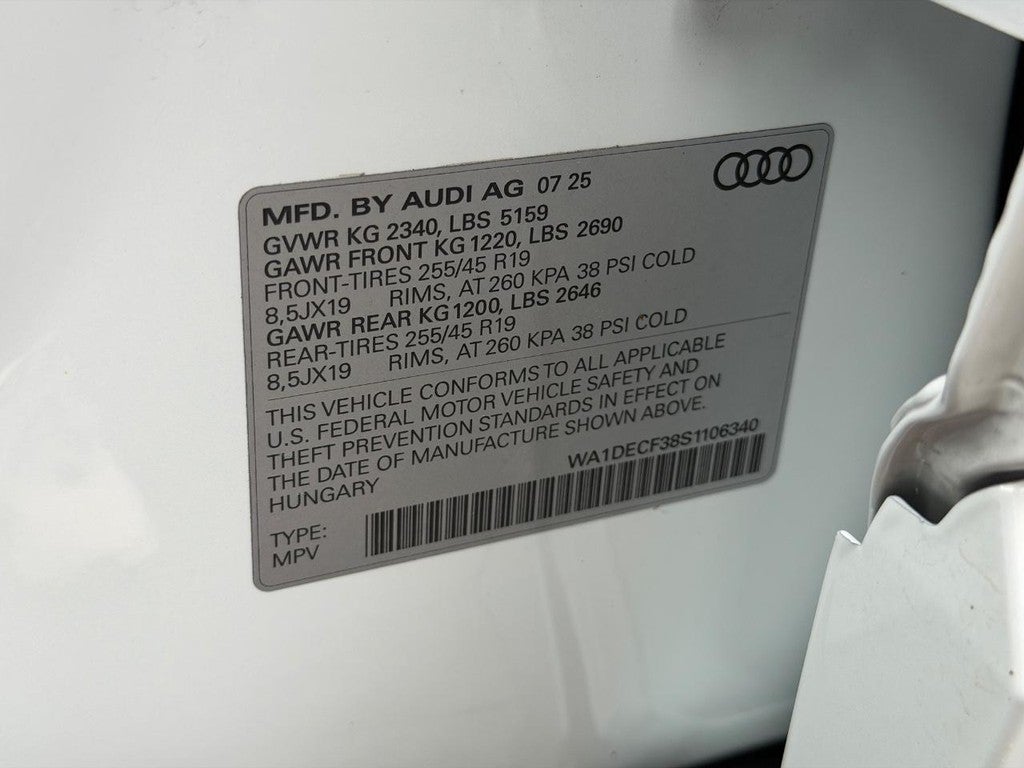 MFD. BY AUDI AG 07 25
GVWR KG 2340, LBS 5159
GAWR FRONT KG 1220, LBS 2690
FRONT-TIRES 255/45 R19
8,5JX19 RIMS, AT 260 KPA 38 PSI COLD
GAWR REAR KG 1200, LBS 2646
REAR-TIRES 255/45 R19
8,5JX19 RIMS, AT 260 KPA 38 PSI COLD
THIS VEHICLE CONFORMS TO ALL APPLICABLE
U.S. FEDERAL MOTOR VEHICLE SAFETY AND
THEFT PREVENTION STANDARDS IN EFFECT ON
THE DATE OF MANUFACTURE SHOWN ABOVE.
HUNGARY
WA1DECF38S1106340
TYPE:
MPV